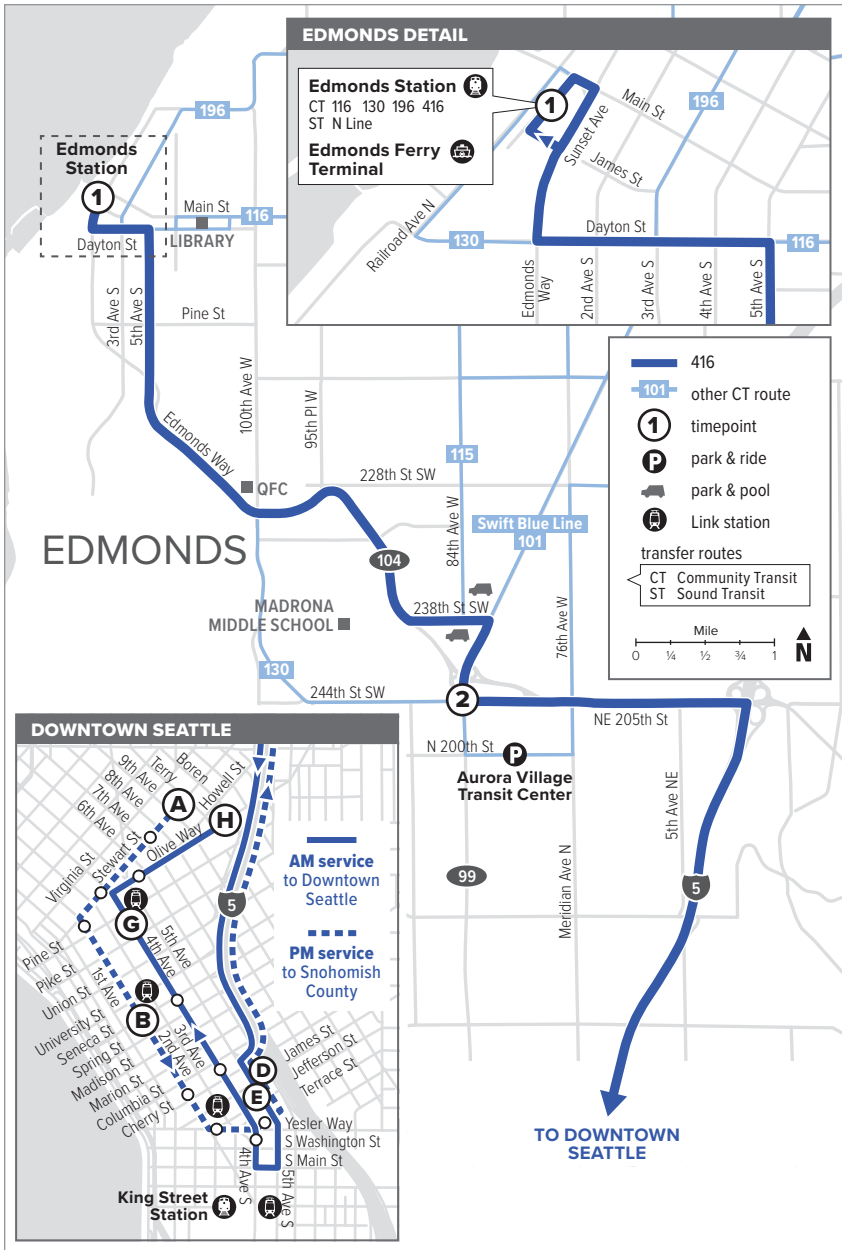 EDMONDS DETAIL
Edmonds Station
CT 116 130 196 416
ST N Line
Edmonds Ferry
Terminal
1
Main St
196
Sunset Ave
James St
Railroad Ave N
Dayton St
130
116
Edmonds
Way
2nd Ave S
3rd Ave S
4th Ave S
5th Ave S
196
Edmonds
Station
1
Main St
116
LIBRARY
Dayton St
3rd Ave S
5th Ave S
Pine St
100th Ave W
95th Pl W
Edmonds Way
QFC
228th St SW
115
84th Ave W
Swift Blue Line
101
EDMONDS
104
238th St SW
76th Ave W
MADRONA
MIDDLE SCHOOL
130
244th St SW
2
NE 205th St
N 200th St
P
Aurora Village
Transit Center
5th Ave NE
99
Meridian Ave N
5
TO DOWNTOWN
SEATTLE
416
101 other CT route
1 timepoint
P park & ride
park & pool
Link station
transfer routes
CT Community Transit
ST Sound Transit
Mile
0 ¼ ½ ¾ 1
N
DOWNTOWN SEATTLE
Boren
Terry
9th Ave
8th Ave
7th Ave
6th Ave
Howell St
A
H
Olive Way
Stewart St
Virginia St
AM service
to Downtown
Seattle
5
PM service
to Snohomish
County
G
5th Ave
4th Ave
Pine St
Pike St
1st Ave
Union St
B
University St
Seneca St
Spring St
Madison St
Marion St
Columbia St
Cherry St
3rd Ave
2nd Ave
James St
Jefferson St
Terrace St
D
E
Yesler Way
S Washington St
S Main St
4th Ave S
5th Ave S
King Street
Station